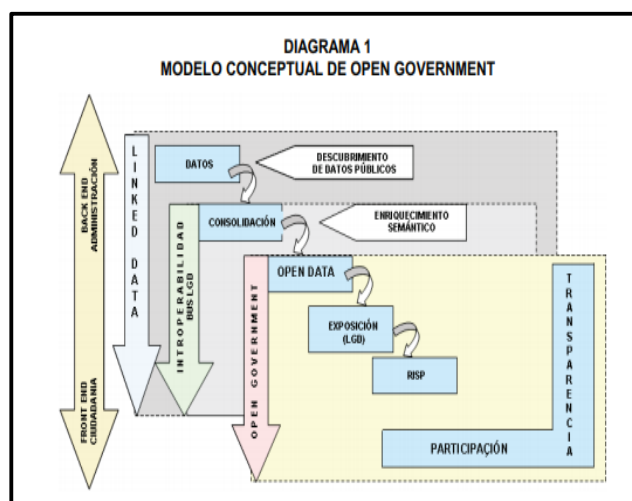 DIAGRAMA 1
MODELO CONCEPTUAL DE OPEN GOVERNMENT
BACK END
ADMINISTRACIÓN
FRONT END
CIUDADANIA
LINKED DATA
DATOS
DESCUBRIMIENTO
DE DATOS PÚBLICOS
INTROPERABILIDAD
BUS LGD
CONSOLIDACIÓN
ENRIQUECIMIENTO
SEMÁNTICO
OPEN GOVERNMENT
OPEN DATA
EXPOSICIÓN
(LGD)
RISP
TRANSPARENCIA
PARTICIPACIÓN